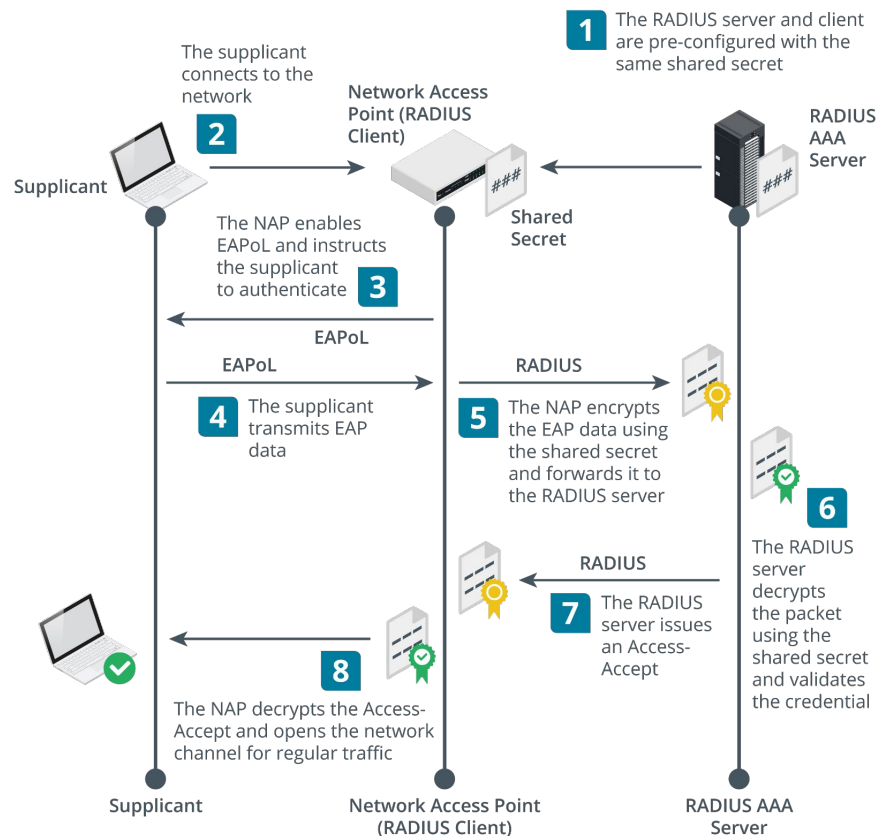 1
The RADIUS server and client
are pre-configured with the
same shared secret
The supplicant
connects to the
network
2
Network Access
Point (RADIUS
Client)
RADIUS
AAA
Server
Supplicant
###
###
Shared
Secret
The NAP enables
EAPoL and instructs
the supplicant
to authenticate
3
EAPoL
EAPoL
RADIUS
4
The supplicant
transmits EAP
data
5
The NAP encrypts
the EAP data using
the shared secret
and forwards it to
the RADIUS server
6
The RADIUS
server
decrypts
the packet
using the
shared secret
and validates
the credential
RADIUS
7
The RADIUS
server issues
an Access-
Accept
8
The NAP decrypts the Access-
Accept and opens the network
channel for regular traffic
Supplicant
Network Access Point
(RADIUS Client)
RADIUS AAA
Server